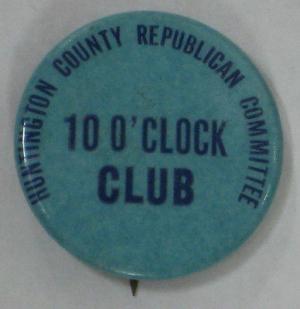 HUNTINGTON COUNTY REPUBLICAN COMMITTEE
10 O'CLOCK
CLUB